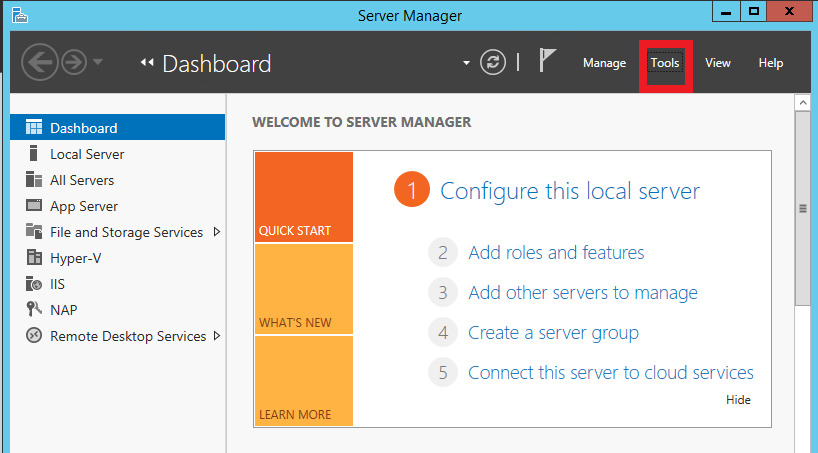 Server Manager
Dashboard
Manage
Tools
View
Help
Dashboard
Local Server
All Servers
App Server
File and Storage Services
Hyper-V
IIS
NAP
Remote Desktop Services
WELCOME TO SERVER MANAGER
QUICK START
WHAT'S NEW
LEARN MORE
1 Configure this local server
2 Add roles and features
3 Add other servers to manage
4 Create a server group
5 Connect this server to cloud services
Hide